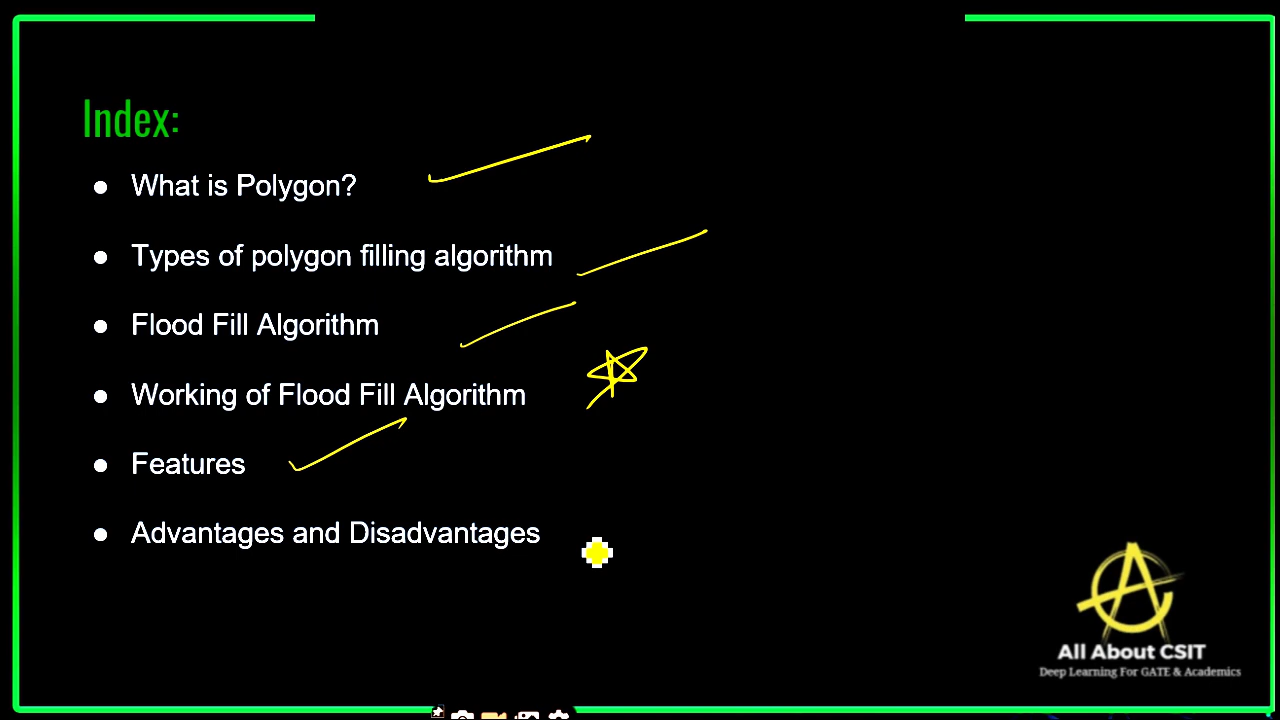 Index:
● What is Polygon?
● Types of polygon filling algorithm
● Flood Fill Algorithm
● Working of Flood Fill Algorithm
● Features
● Advantages and Disadvantages
All About CSIT
Deep Learning For GATE & Academics